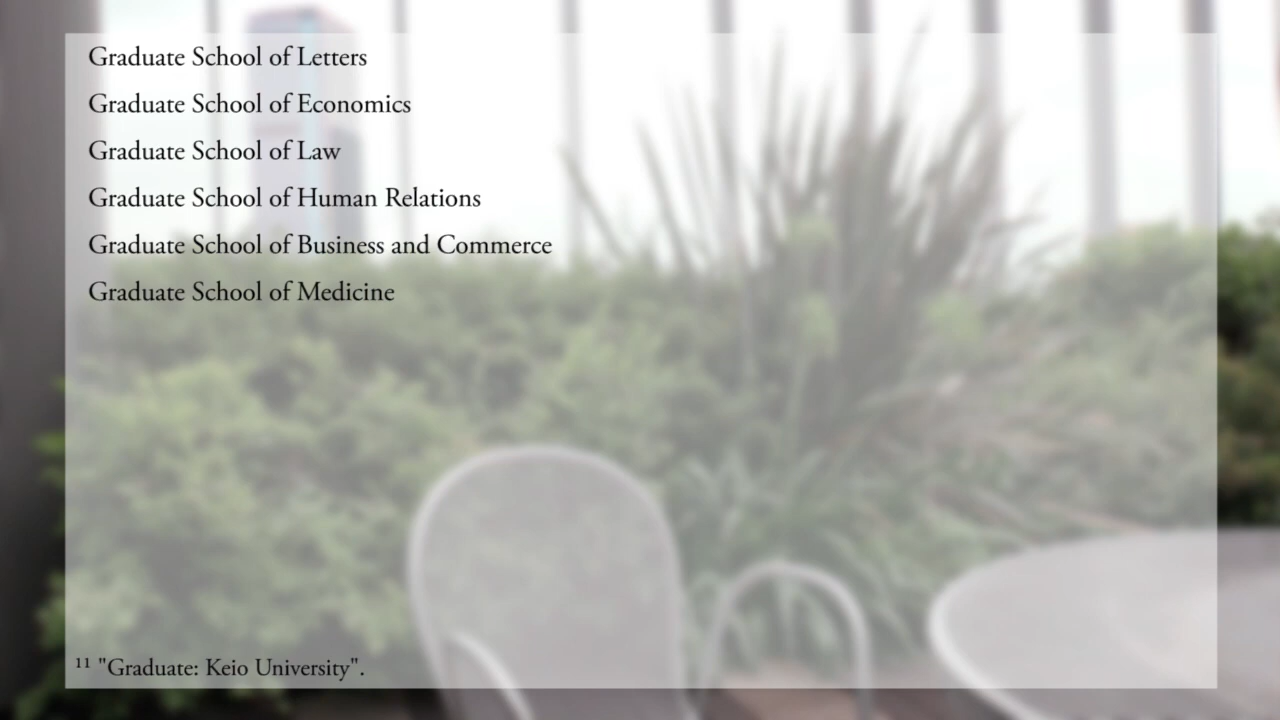 Graduate School of Letters
Graduate School of Economics
Graduate School of Law
Graduate School of Human Relations
Graduate School of Business and Commerce
Graduate School of Medicine
¹¹ "Graduate: Keio University".